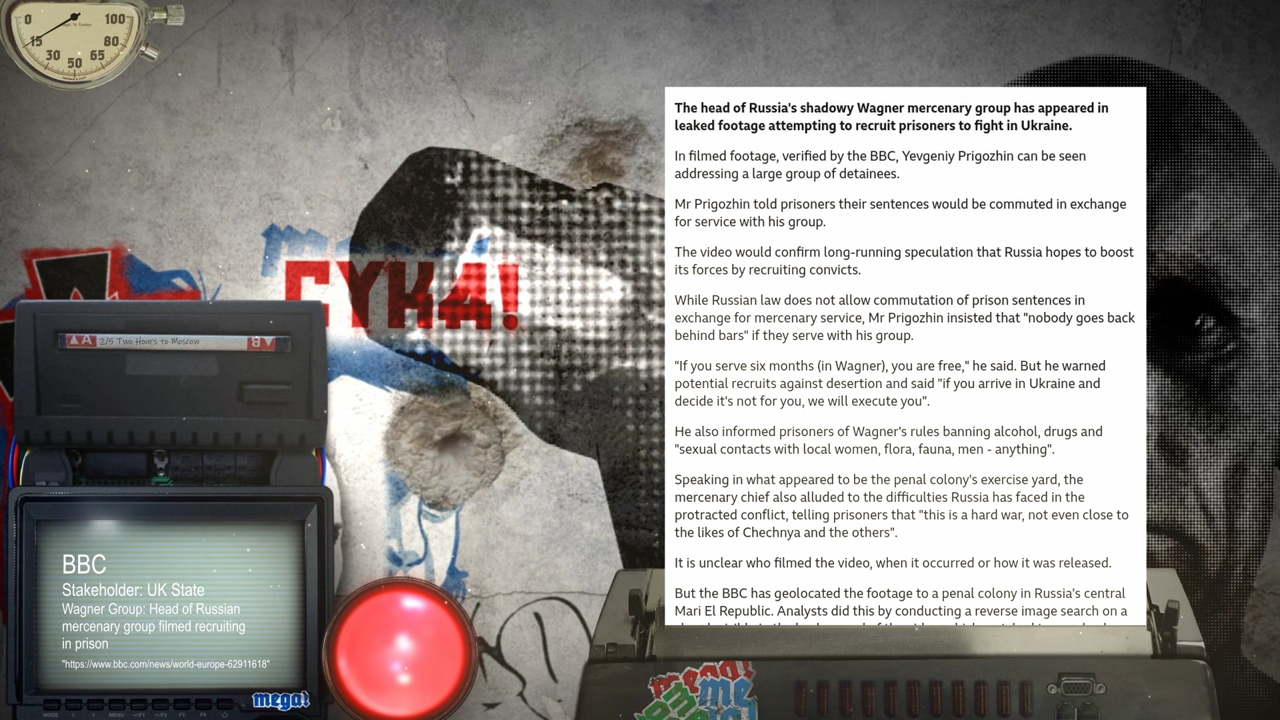 0 100
15 80
30 65
50
СУКА!
▲A 2/5 Two Hours to Moscow B▼
The head of Russia's shadowy Wagner mercenary group has appeared in
leaked footage attempting to recruit prisoners to fight in Ukraine.
In filmed footage, verified by the BBC, Yevgeniy Prigozhin can be seen
addressing a large group of detainees.
Mr Prigozhin told prisoners their sentences would be commuted in exchange
for service with his group.
The video would confirm long-running speculation that Russia hopes to boost
its forces by recruiting convicts.
While Russian law does not allow commutation of prison sentences in
exchange for mercenary service, Mr Prigozhin insisted that "nobody goes back
behind bars" if they serve with his group.
"If you serve six months (in Wagner), you are free," he said. But he warned
potential recruits against desertion and said "if you arrive in Ukraine and
decide it's not for you, we will execute you".
He also informed prisoners of Wagner's rules banning alcohol, drugs and
"sexual contacts with local women, flora, fauna, men - anything".
Speaking in what appeared to be the penal colony's exercise yard, the
mercenary chief also alluded to the difficulties Russia has faced in the
protracted conflict, telling prisoners that "this is a hard war, not even close to
the likes of Chechnya and the others".
It is unclear who filmed the video, when it occurred or how it was released.
But the BBC has geolocated the footage to a penal colony in Russia's central
Mari El Republic. Analysts did this by conducting a reverse image search on a
BBC
Stakeholder: UK State
Wagner Group: Head of Russian
mercenary group filmed recruiting
in prison
"https://www.bbc.com/news/world-europe-62911618"
mega!
MODE < > MENU